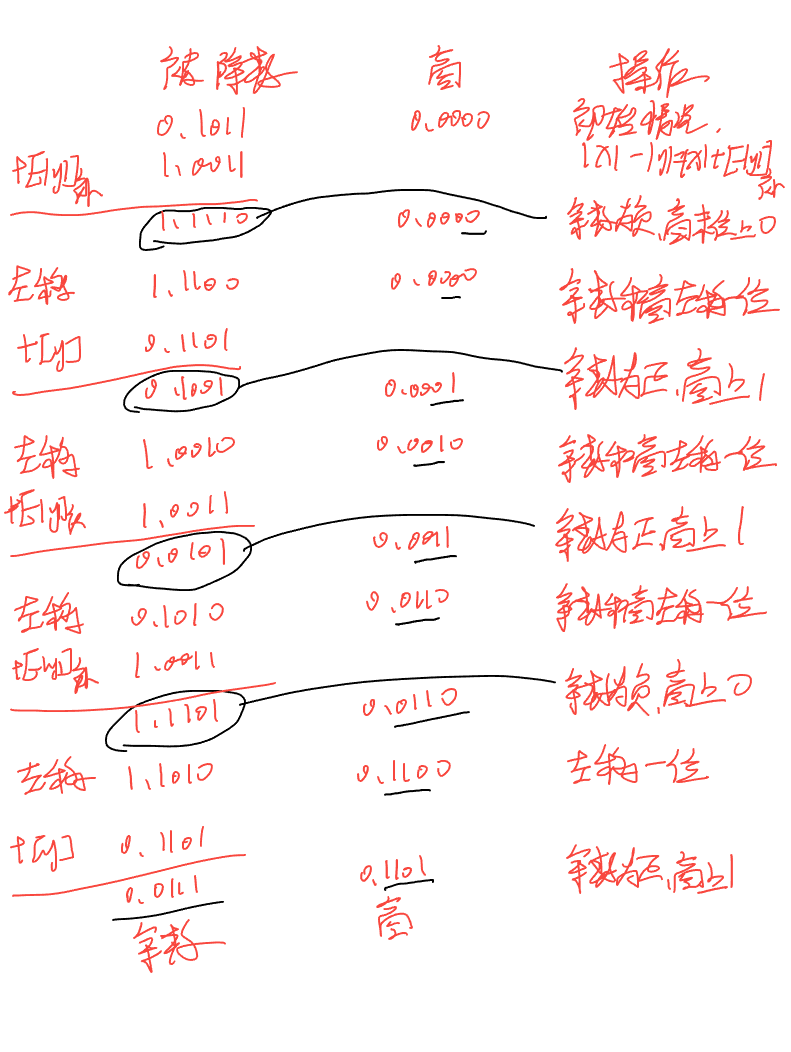 被除数 商 操作
0.1011 0.0000 初始情况,
+[-|y|]补 1.0011 |x|-|y|=|x|+[-|y|]补
1.1110 0.0000 余数为负,商末位上0
左移 1.1100 0.0000 余数和商左移一位
+[y] 0.1101
0.1001 0.0001 余数为正,商上1
左移 1.0010 0.0010 余数和商左移一位
+[-|y|]补 1.0011
0.0101 0.0011 余数为正,商上1
左移 0.1010 0.0110 余数和商左移一位
+[-|y|]补 1.0011
1.1101 0.0110 余数为负,商上0
左移 1.1010 0.1100 左移一位
+[y] 0.1101
0.0111 0.1101 余数为正,商上1
余数 商